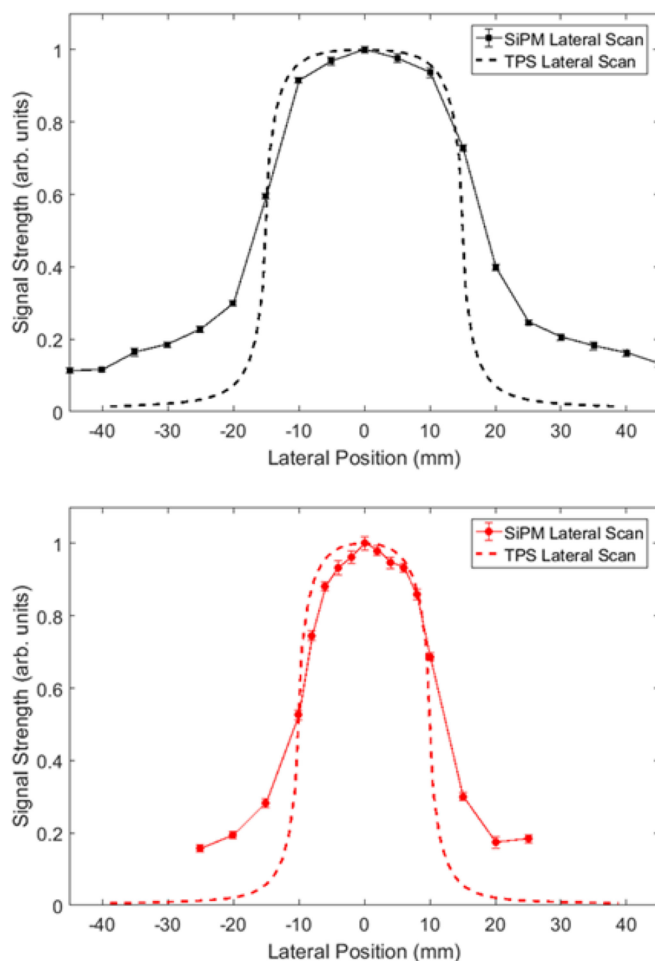 SiPM Lateral Scan
TPS Lateral Scan
Signal Strength (arb. units)
1
0.8
0.6
0.4
0.2
0
-40 -30 -20 -10 0 10 20 30 40
Lateral Position (mm)
SiPM Lateral Scan
TPS Lateral Scan
Signal Strength (arb. units)
1
0.8
0.6
0.4
0.2
0
-40 -30 -20 -10 0 10 20 30 40
Lateral Position (mm)